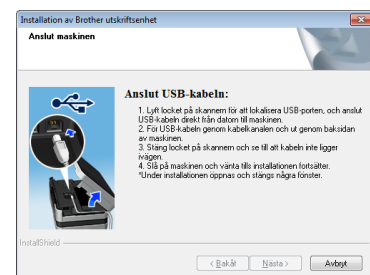 Installation av Brother utskriftsenhet
Anslut maskinen
Anslut USB-kabeln:
1. Lyft locket på skannern för att lokalisera USB-porten, och anslut
USB-kabeln direkt från datorn till maskinen.
2. För USB-kabeln genom kabelkanalen och ut genom baksidan
av maskinen.
3. Stäng locket på skannern och se till att kabeln inte ligger
ivägen.
4. Slå på maskinen och vänta tills installationen fortsätter.
*Under installationen öppnas och stängs några fönster.
InstallShield
< Bakåt Nästa > Avbryt